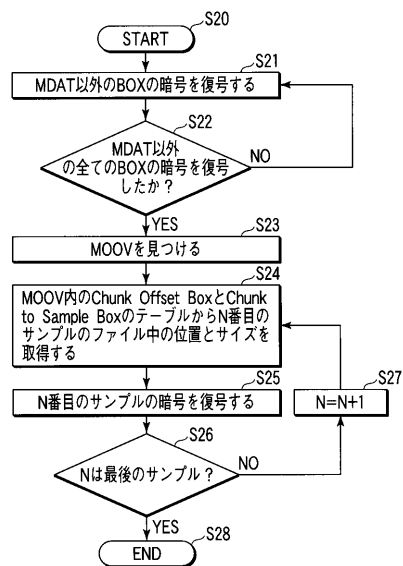 S20
START
S21
MDAT以外のBOXの暗号を復号する
S22
MDAT以外
の全てのBOXの暗号を復号
したか？
NO
YES
S23
MOOVを見つける
S24
MOOV内のChunk Offset BoxとChunk
to Sample BoxのテーブルからN番目の
サンプルのファイル中の位置とサイズを
取得する
S25
N番目のサンプルの暗号を復号する
S27
N=N+1
S26
Nは最後のサンプル？
NO
YES
S28
END